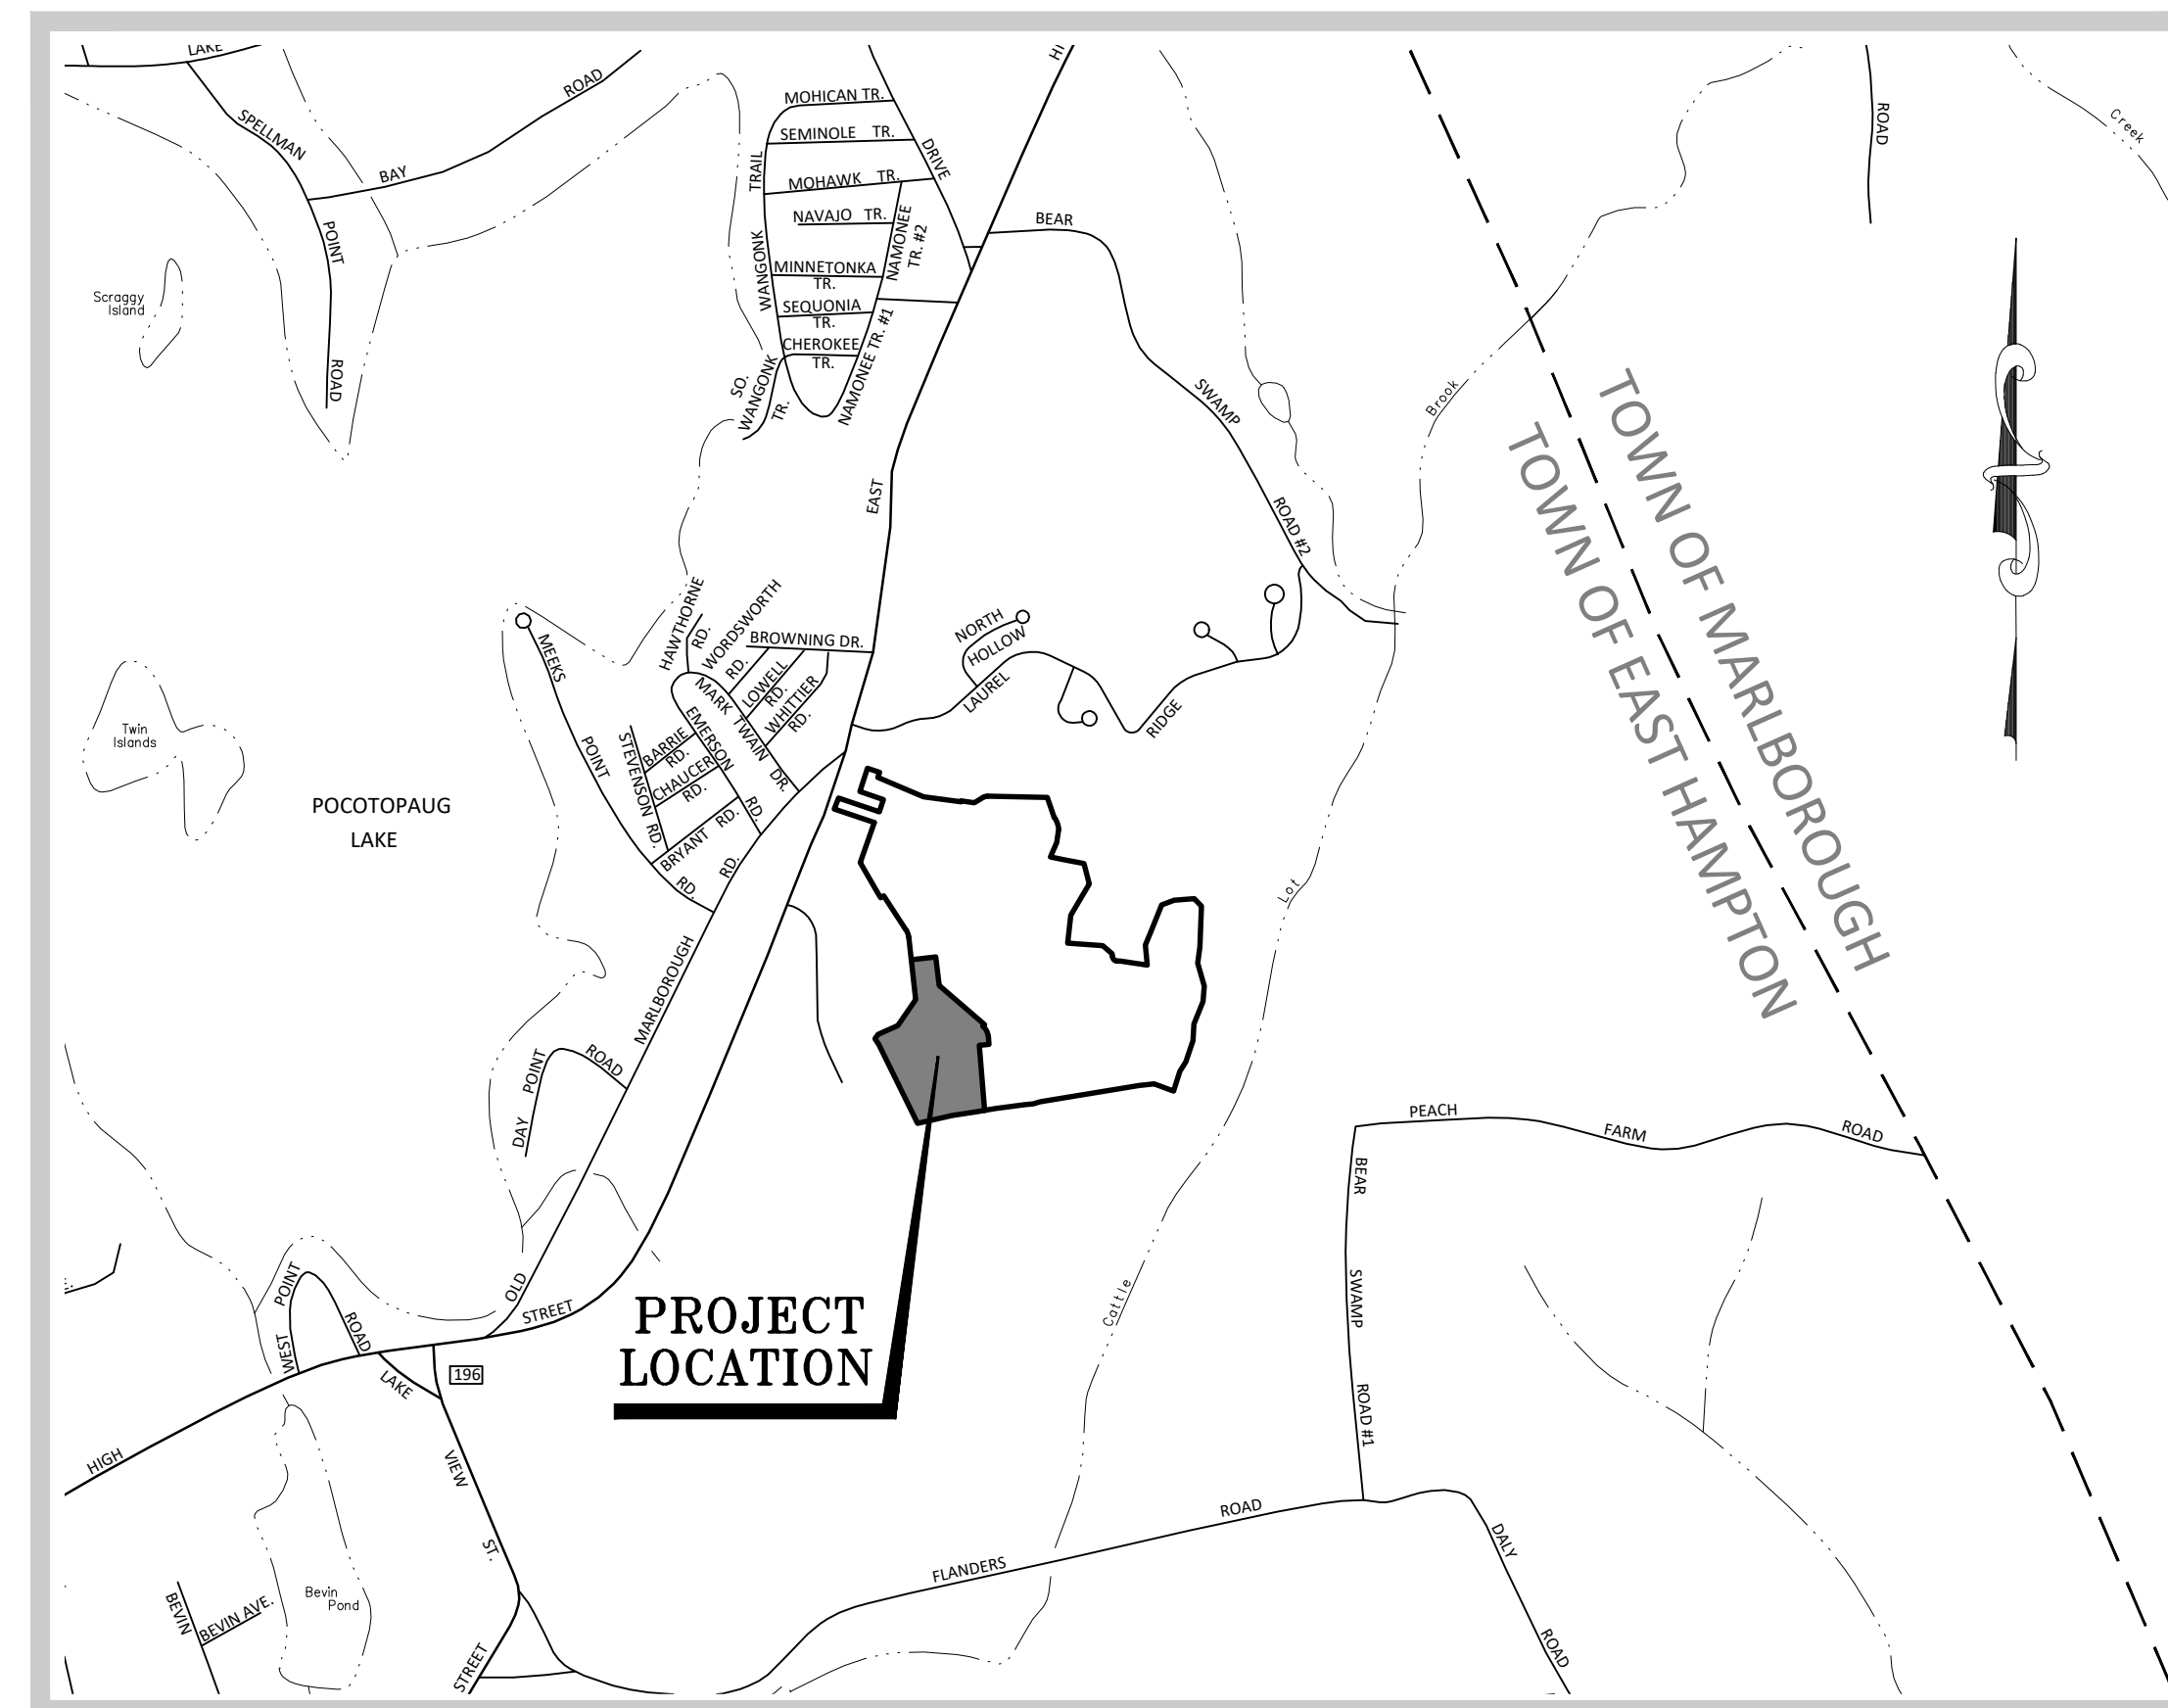 LAKE
SPELLMAN
POINT
ROAD
BAY
ROAD
Scraggy
Island
MOHICAN TR.
SEMINOLE TR.
MOHAWK TR.
NAVAJO TR.
MINNETONKA
TR.
SEQUONIA
TR.
CHEROKEE
TR.
WANGONK
TRAIL
SO.
WANGONK
TR.
NAMONEE
TR. #2
NAMONEE TR. #1
DRIVE
HI
EAST
BEAR
SWAMP
ROAD #2
Brook
ROAD
Creek
TOWN OF MARLBOROUGH
TOWN OF EAST HAMPTON
HAWTHORNE
RD.
WORDSWORTH
RD.
BROWNING DR.
LOWELL
RD.
WHITTIER
RD.
MARK TWAIN DR.
EMERSON
RD.
BARRIE
RD.
CHAUCER
RD.
STEVENSON RD.
BRYANT RD.
MEEKS
POINT
RD.
NORTH
HOLLOW
LAUREL
RIDGE
Twin
Islands
POCOTOPAUG
LAKE
OLD
MARLBOROUGH
RD.
DAY POINT
ROAD
Lot
Cattle
PEACH
FARM
ROAD
BEAR
SWAMP
ROAD #1
WEST
POINT
ROAD
STREET
HIGH
LAKE
VIEW
ST.
196
PROJECT
LOCATION
FLANDERS
ROAD
DALY
ROAD
Bevin
Pond
BEVIN
BEVIN AVE.
STREET